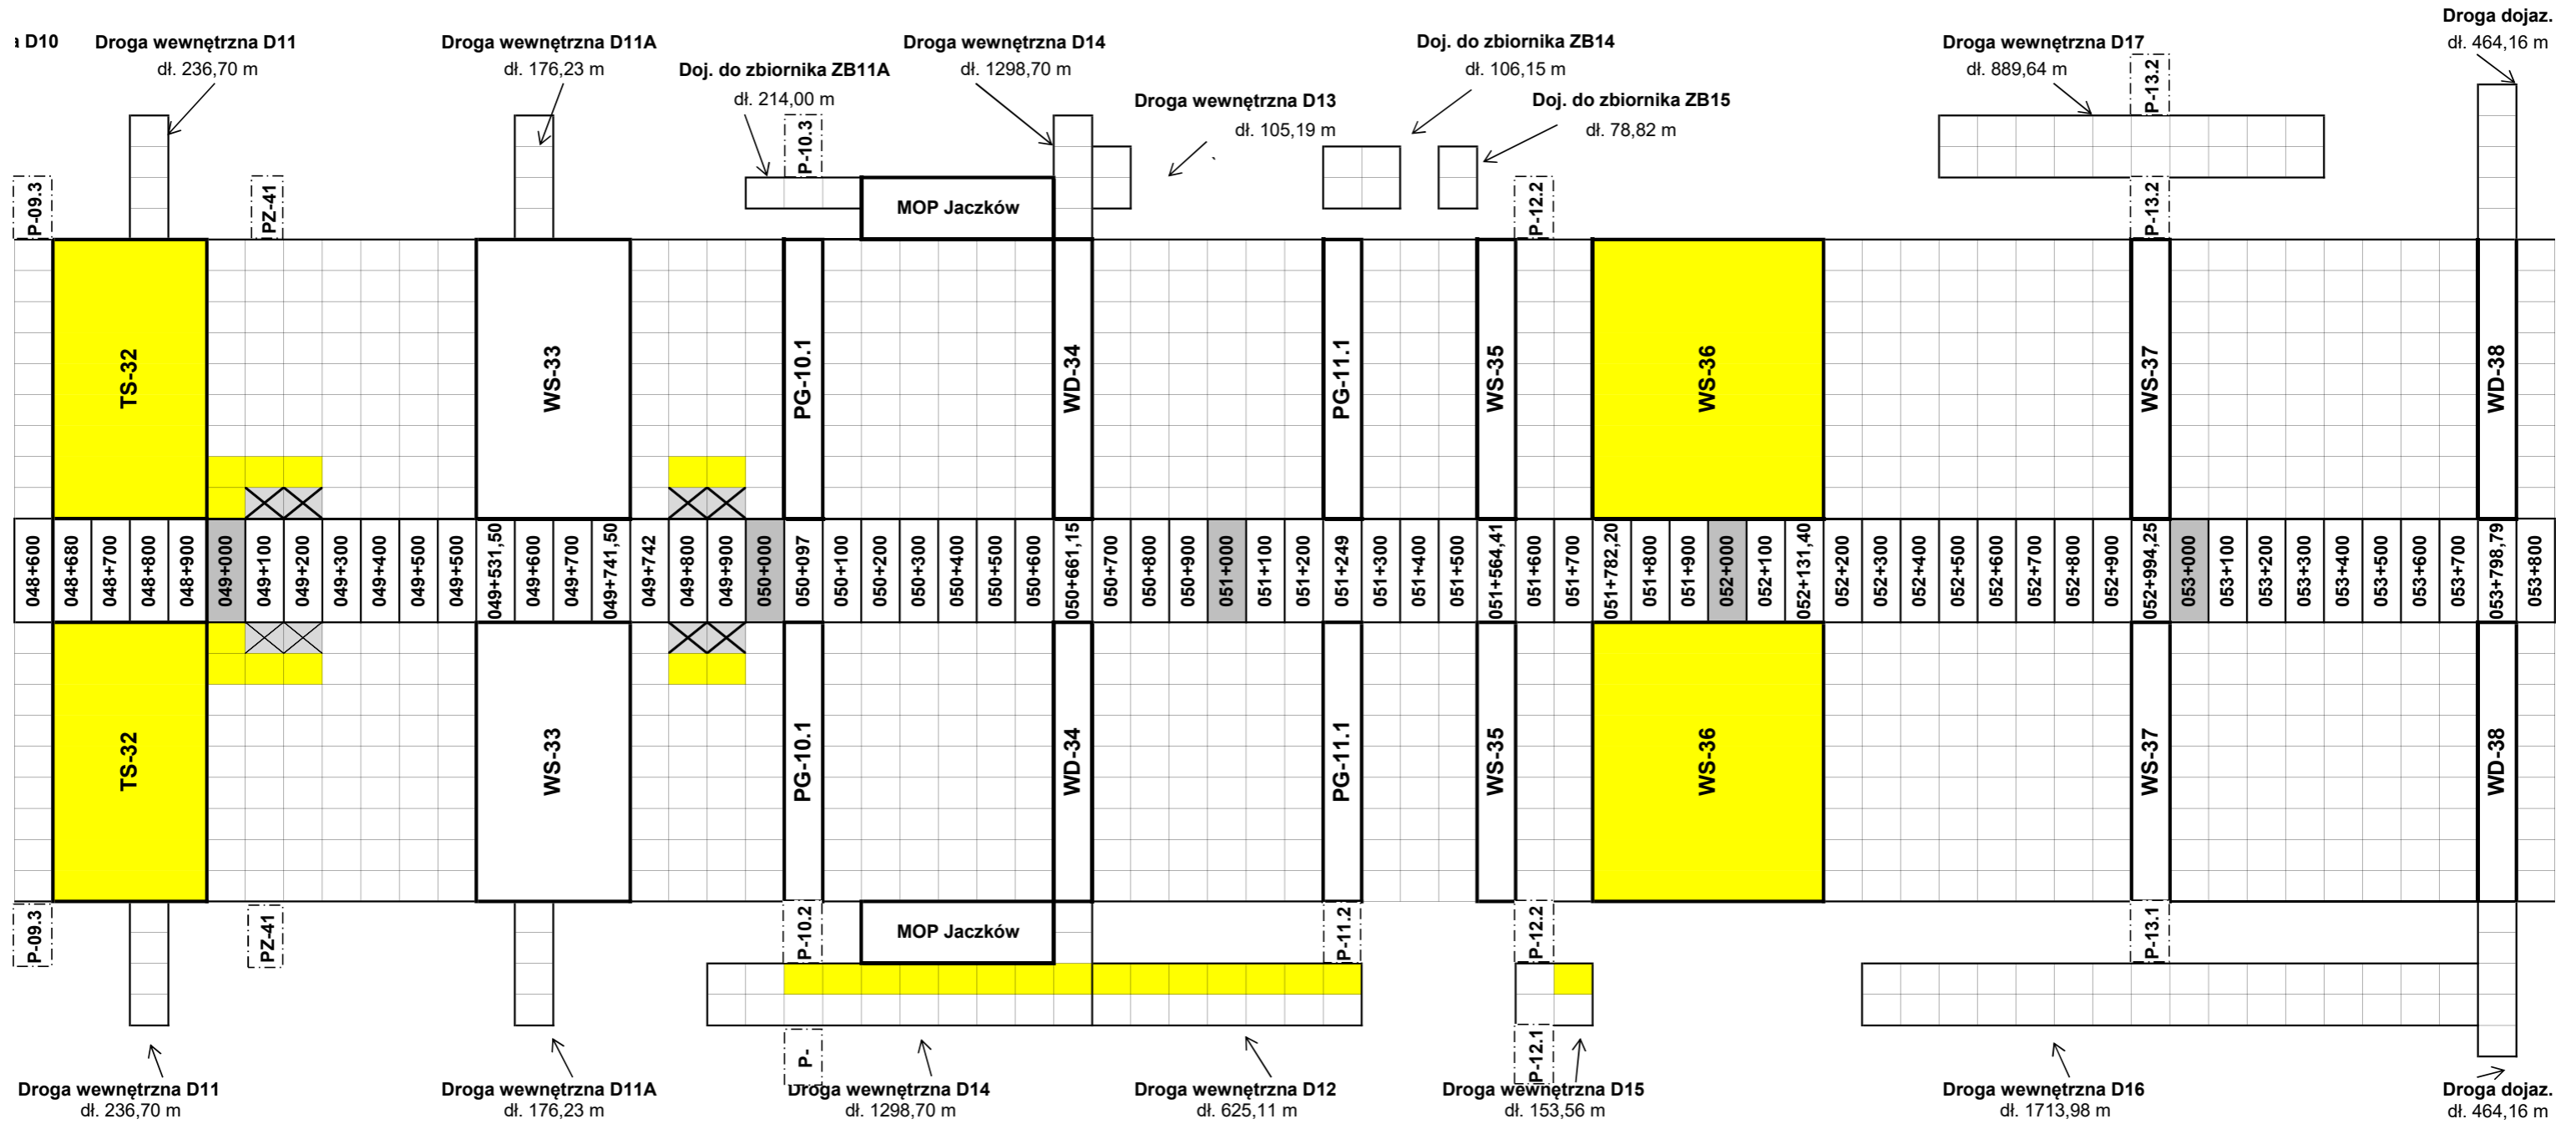 Droga dojaz.
a D10
Droga wewnętrzna D11
Droga wewnętrzna D11A
Droga wewnętrzna D14
Doj. do zbiornika ZB14
Droga wewnętrzna D17
dł. 464,16 m
dł. 236,70 m
dł. 176,23 m
Doj. do zbiornika ZB11A
dł. 1298,70 m
dł. 106,15 m
dł. 889,64 m
P-13.2
dł. 214,00 m
Droga wewnętrzna D13
Doj. do zbiornika ZB15
dł. 105,19 m
dł. 78,82 m
P-10.3
P-09.3
PZ-41
MOP Jaczków
P-12.2
P-13.2
TS-32
WS-33
PG-10.1
WD-34
PG-11.1
WS-35
WS-36
WS-37
WD-38
048+600
048+680
048+700
048+800
048+900
049+000
049+100
049+200
049+300
049+400
049+500
049+500
049+531,50
049+600
049+700
049+741,50
049+742
049+800
049+900
050+000
050+097
050+100
050+200
050+300
050+400
050+500
050+600
050+661,15
050+700
050+800
050+900
051+000
051+100
051+200
051+249
051+300
051+400
051+500
051+564,41
051+600
051+700
051+782,20
051+800
051+900
052+000
052+100
052+131,40
052+200
052+300
052+400
052+500
052+600
052+700
052+800
052+900
052+994,25
053+000
053+100
053+200
053+300
053+400
053+500
053+600
053+700
053+798,79
053+800
TS-32
WS-33
PG-10.1
WD-34
PG-11.1
WS-35
WS-36
WS-37
WD-38
P-09.3
PZ-41
P-10.2
MOP Jaczków
P-11.2
P-12.2
P-13.1
P-
P-12.1
Droga wewnętrzna D11
Droga wewnętrzna D11A
Droga wewnętrzna D14
Droga wewnętrzna D12
Droga wewnętrzna D15
Droga wewnętrzna D16
Droga dojaz.
dł. 236,70 m
dł. 176,23 m
dł. 1298,70 m
dł. 625,11 m
dł. 153,56 m
dł. 1713,98 m
dł. 464,16 m